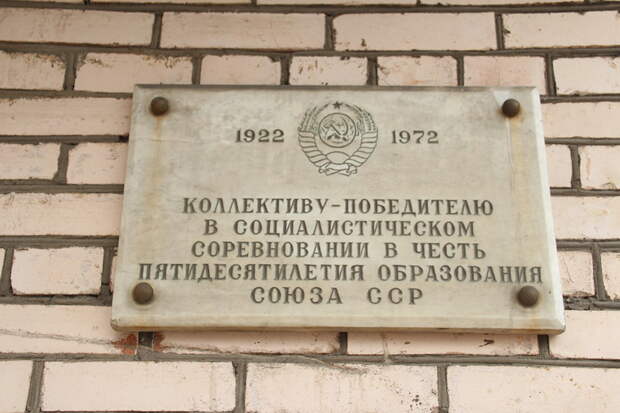 1922 1972
КОЛЛЕКТИВУ-ПОБЕДИТЕЛЮ
В СОЦИАЛИСТИЧЕСКОМ
СОРЕВНОВАНИИ В ЧЕСТЬ
ПЯТИДЕСЯТИЛЕТИЯ ОБРАЗОВАНИЯ
СОЮЗА ССР